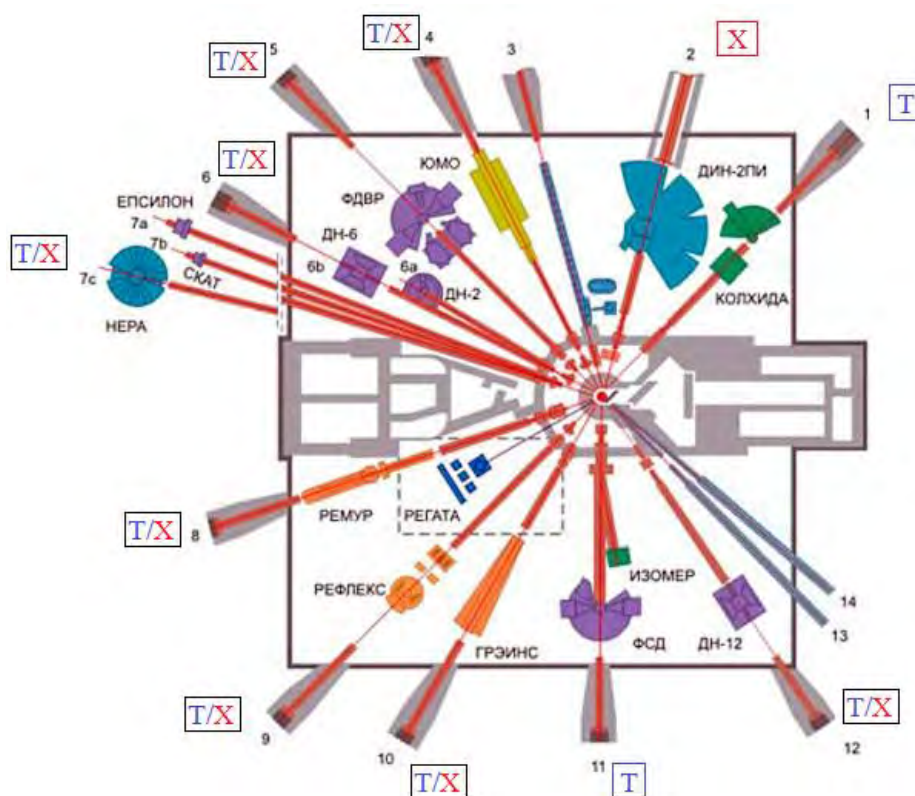 T/X 5
T/X 4
3
2 X
1 T
T/X
6
ЮМО
ДИН-2ПИ
ФДВР
ЕПСИЛОН
7a
7b
ДН-6
6b
6a
T/X
7c
СКАТ
ДН-2
КОЛХИДА
НЕРА
T/X 8
РЕМУР
РЕГАТА
ИЗОМЕР
РЕФЛЕКС
14
13
ГРЭИНС
ФСД
ДН-12
T/X
9
10
T/X
11 T
T/X
12